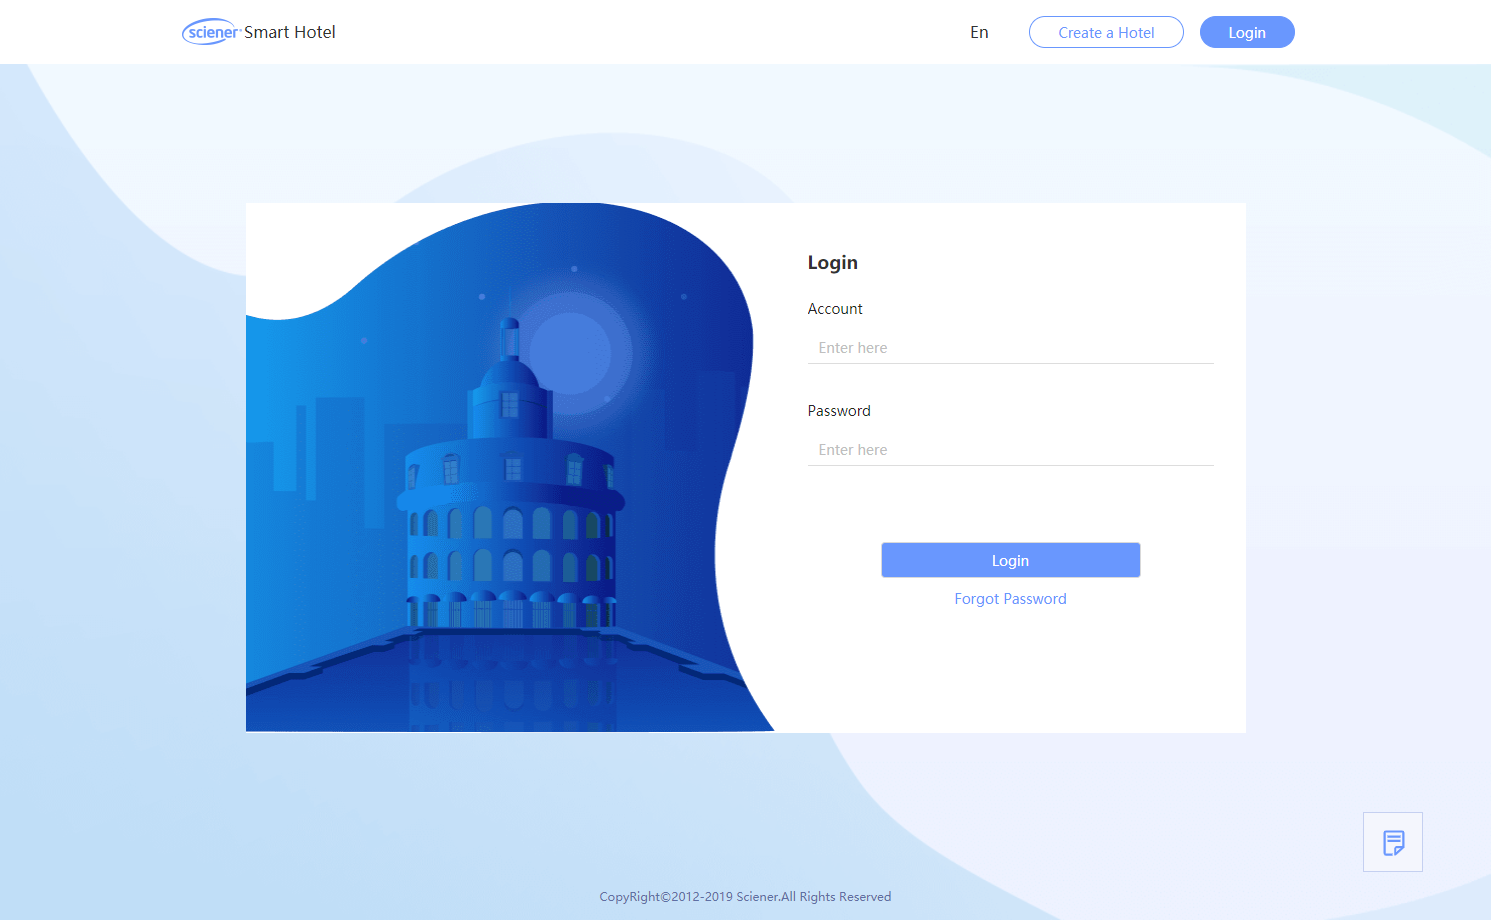 sciener Smart Hotel
En
Create a Hotel
Login
Login
Account
Enter here
Password
Enter here
Login
Forgot Password
CopyRight©2012-2019 Sciener.All Rights Reserved